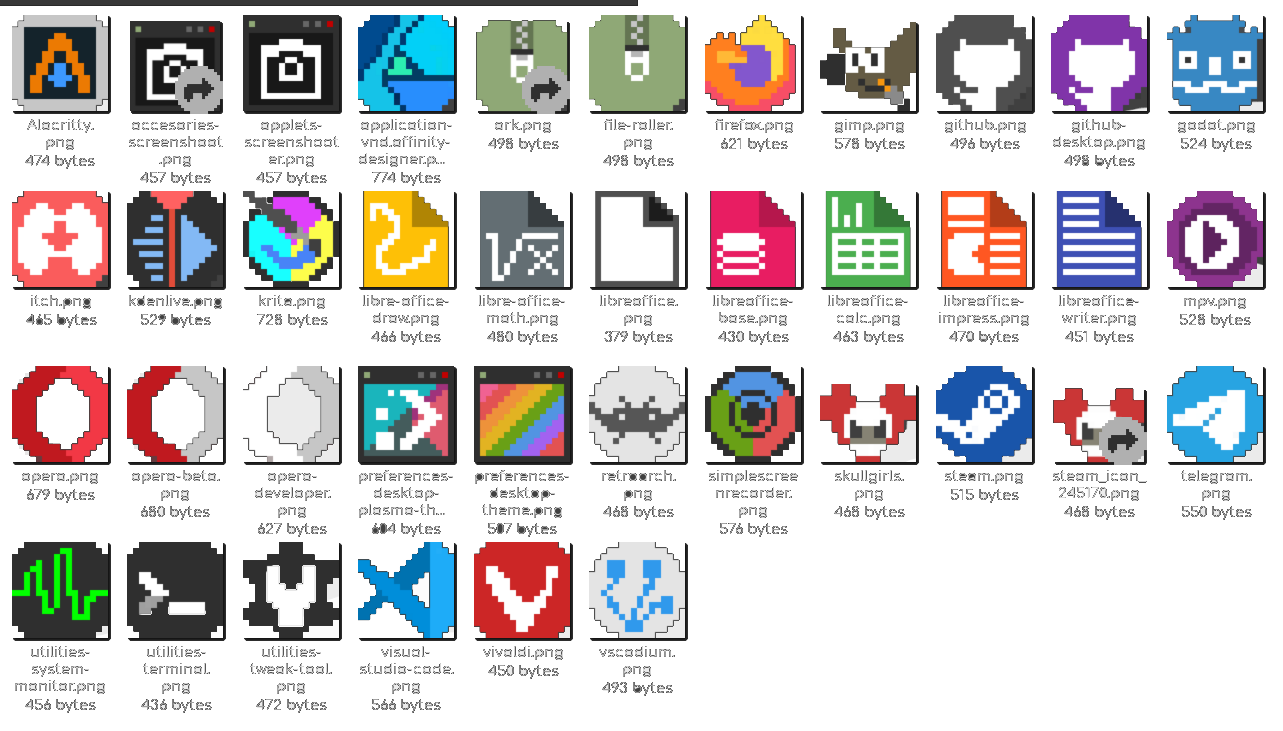 Alacritty.
png
474 bytes
accesories-
screenshoot
.png
457 bytes
applets-
screenshoot
er.png
457 bytes
application-
vnd.affinity-
designer.p...
774 bytes
ark.png
498 bytes
file-roller.
png
498 bytes
firefox.png
621 bytes
gimp.png
578 bytes
github.png
496 bytes
github-
desktop.png
498 bytes
godot.png
524 bytes
itch.png
465 bytes
kdenlive.png
529 bytes
krita.png
728 bytes
libre-office-
draw.png
466 bytes
libre-office-
math.png
480 bytes
libreoffice.
png
379 bytes
libreoffice-
base.png
430 bytes
libreoffice-
calc.png
463 bytes
libreoffice-
impress.png
470 bytes
libreoffice-
writer.png
451 bytes
mpv.png
528 bytes
opera.png
679 bytes
opera-beta.
png
680 bytes
opera-
developer.
png
627 bytes
preferences-
desktop-
plasma-th...
604 bytes
preferences-
desktop-
theme.png
507 bytes
retroarch.
png
468 bytes
simplescree
nrecorder.
png
576 bytes
skullgirls.
png
468 bytes
steam.png
515 bytes
steam_icon_
245170.png
468 bytes
telegram.
png
550 bytes
utilities-
system-
monitor.png
456 bytes
utilities-
terminal.
png
436 bytes
utilities-
tweak-tool.
png
472 bytes
visual-
studio-code.
png
566 bytes
vivaldi.png
450 bytes
vscodium.
png
493 bytes